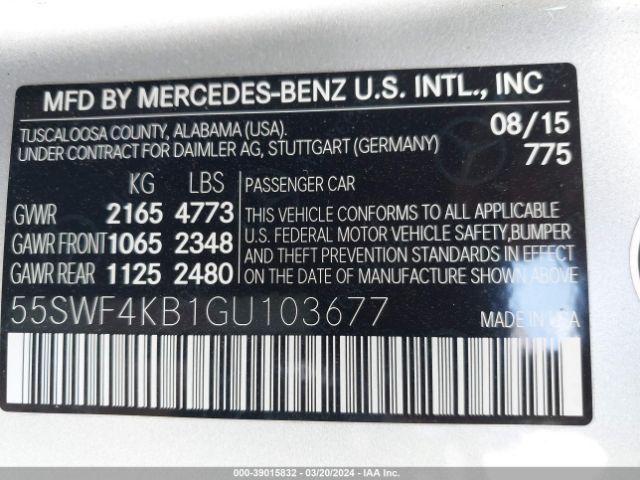 MFD BY MERCEDES-BENZ U.S. INTL., INC
TUSCALOOSA COUNTY, ALABAMA (USA). 08/15
UNDER CONTRACT FOR DAIMLER AG, STUTTGART (GERMANY) 775
KG LBS PASSENGER CAR
GVWR 2165 4773 THIS VEHICLE CONFORMS TO ALL APPLICABLE
GAWR FRONT 1065 2348 U.S. FEDERAL MOTOR VEHICLE SAFETY, BUMPER
AND THEFT PREVENTION STANDARDS IN EFFECT
GAWR REAR 1125 2480 ON THE DATE OF MANUFACTURE SHOWN ABOVE
55SWF4KB1GU103677 MADE IN USA
000-39015832 - 03/20/2024 - IAA Inc.